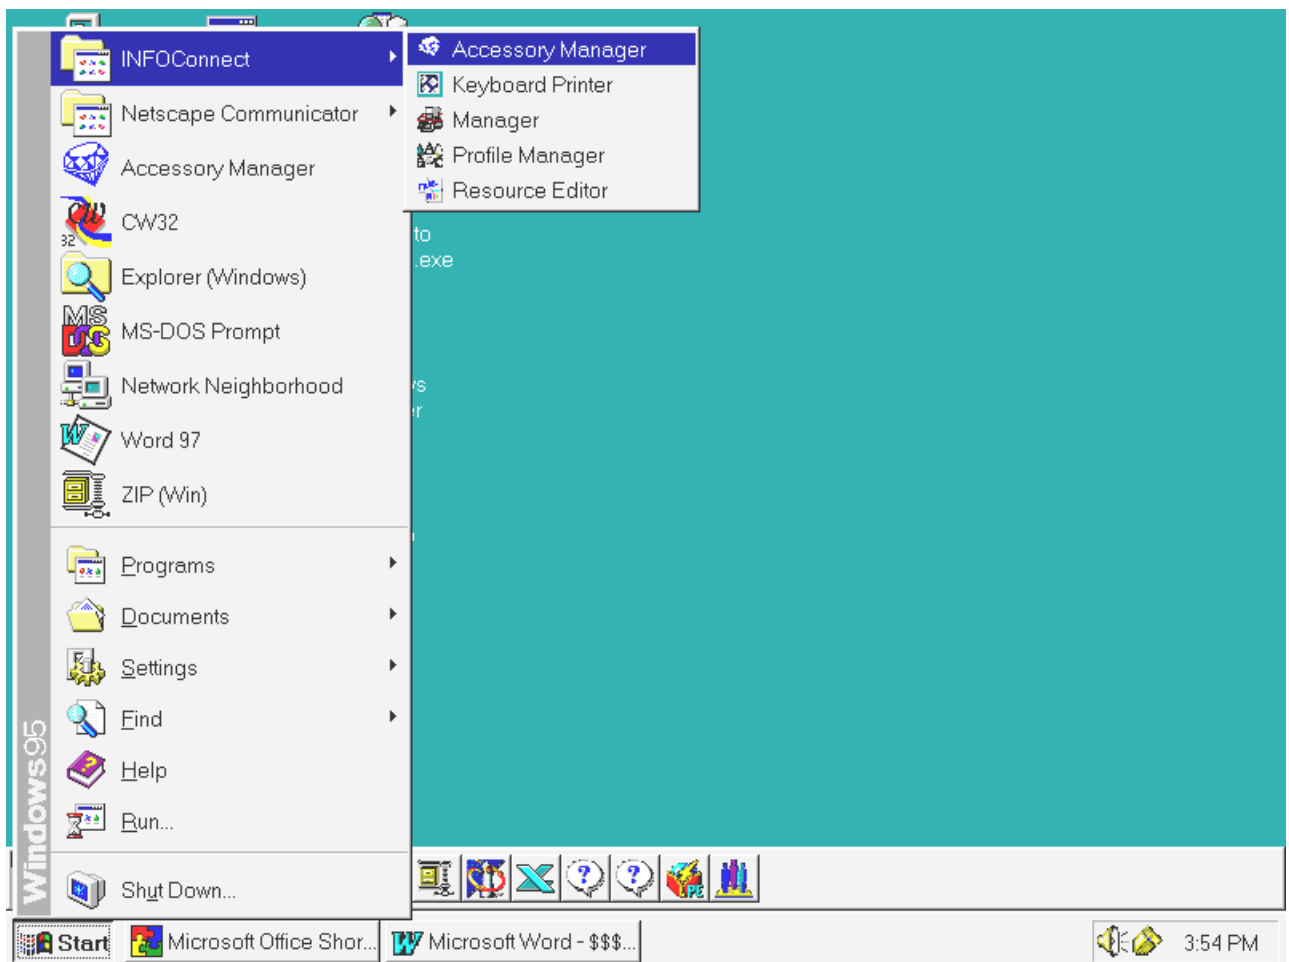 INFOConnect
Netscape Communicator
Accessory Manager
CW32
Explorer (Windows)
MS-DOS Prompt
Network Neighborhood
Word 97
ZIP (Win)
Programs
Documents
Settings
Find
Help
Run...
Shut Down...
Windows95
Accessory Manager
Keyboard Printer
Manager
Profile Manager
Resource Editor
to
.exe
Start
Microsoft Office Shor...
Microsoft Word - $$$...
3:54 PM